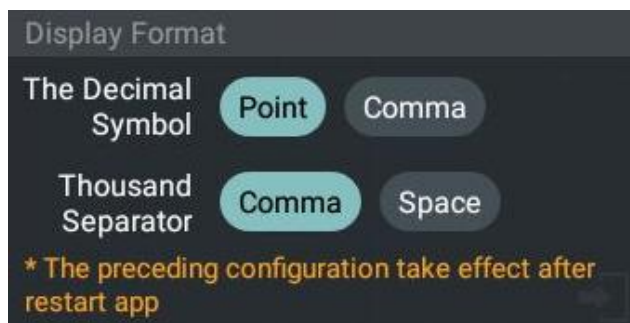 Display Format
The Decimal
Symbol
Point
Comma
Thousand
Separator
Comma
Space
* The preceding configuration take effect after
restart app